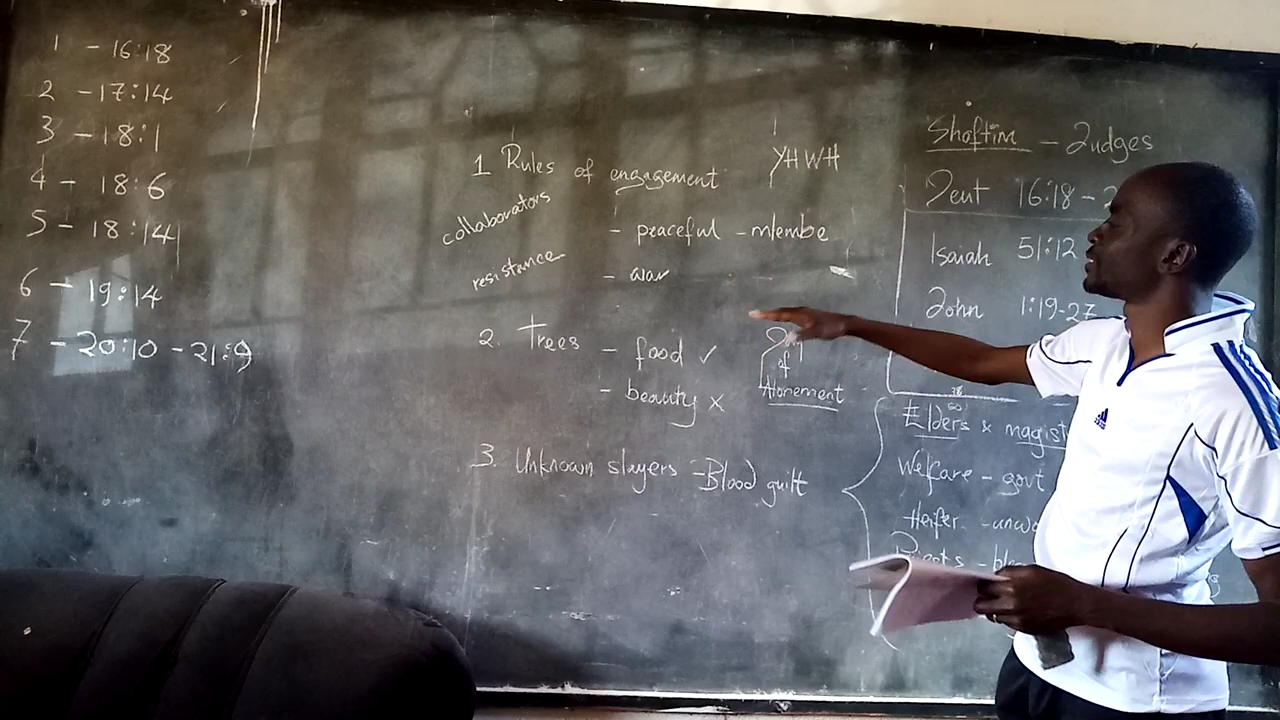 1 - 16:18
2 - 17:14
3 - 18:1
4 - 18:6
5 - 18:14
6 - 19:14
7 - 20:10 - 21:9
1 Rules of engagement YHWH
collaborators
- peaceful - mlembe
resistance
- war
2. Trees - food ✓
- beauty x
of
Atonement
3. Unknown slayers - Blood guilt
Shoftim - Judges
Deut 16:18 - 2
Isaiah 51:12
John 1:19-27
Elders & magist
Welfare - govt
Heifer - unwo